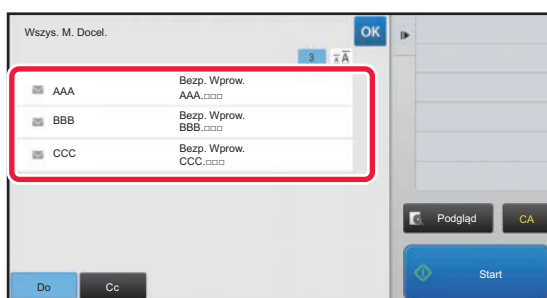 Wszys. M. Docel.
OK
3 A A
AAA
Bezp. Wprow.
AAA.□□□
BBB
Bezp. Wprow.
BBB.□□□
CCC
Bezp. Wprow.
CCC.□□□
Podgląd
CA
Do
Cc
Start